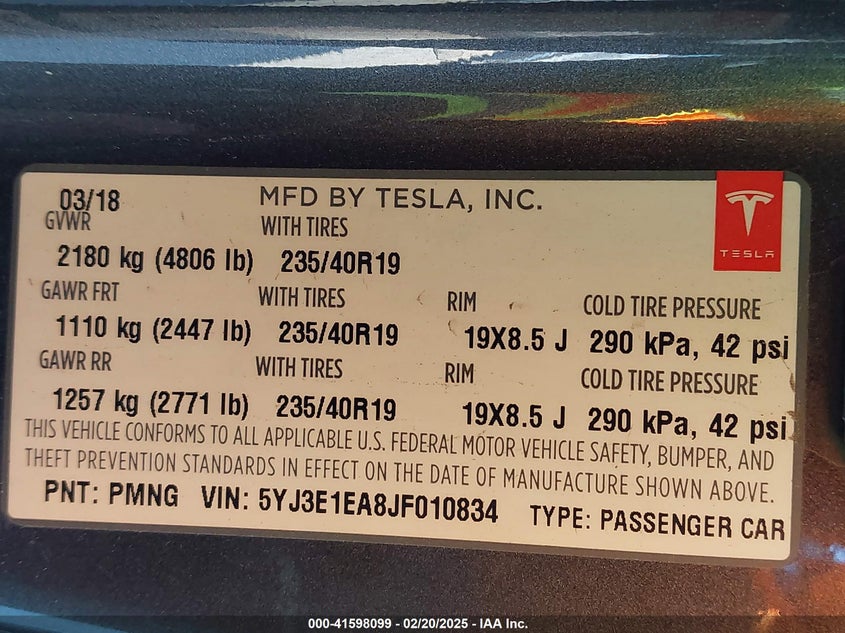 03/18 MFD BY TESLA, INC.
GVWR WITH TIRES
TESLA
2180 kg (4806 lb) 235/40R19
GAWR FRT WITH TIRES RIM COLD TIRE PRESSURE
1110 kg (2447 lb) 235/40R19 19X8.5 J 290 kPa, 42 psi
GAWR RR WITH TIRES RIM COLD TIRE PRESSURE
1257 kg (2771 lb) 235/40R19 19X8.5 J 290 kPa, 42 psi
THIS VEHICLE CONFORMS TO ALL APPLICABLE U.S. FEDERAL MOTOR VEHICLE SAFETY, BUMPER, AND
THEFT PREVENTION STANDARDS IN EFFECT ON THE DATE OF MANUFACTURE SHOWN ABOVE.
PNT: PMNG VIN: 5YJ3E1EA8JF010834 TYPE: PASSENGER CAR
000-41598099 - 02/20/2025 - IAA Inc.